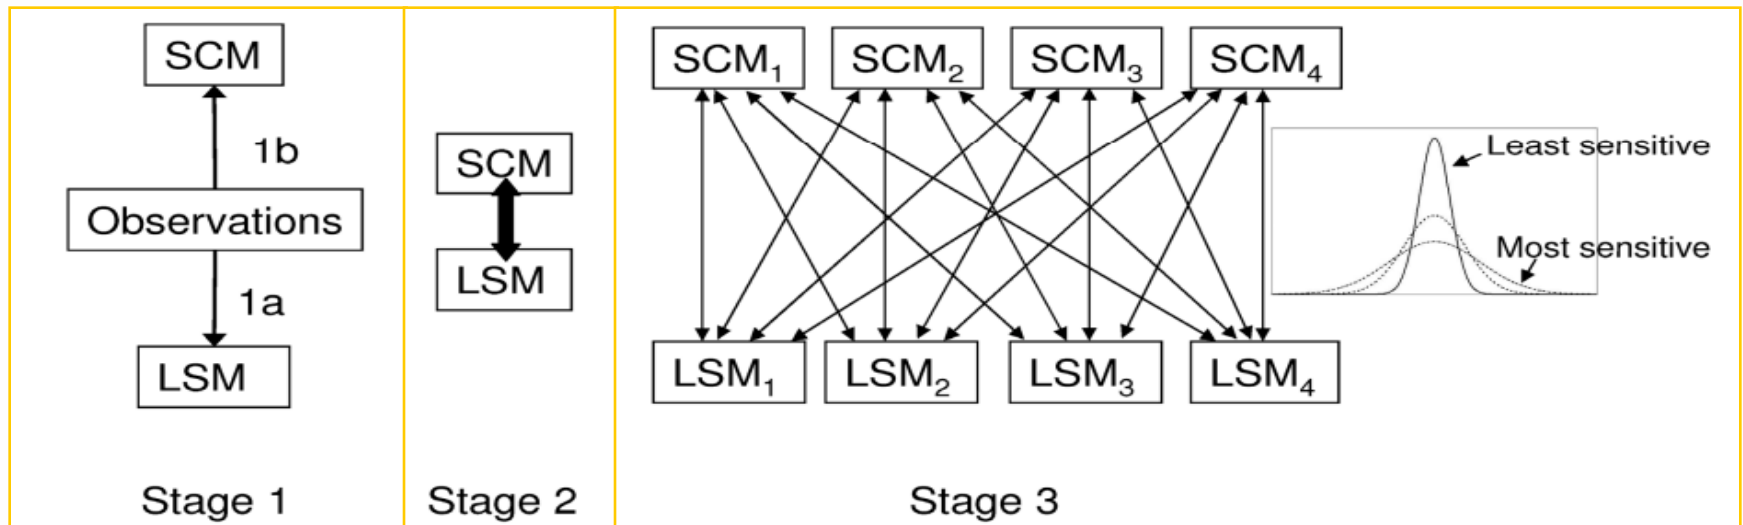 SCM
1b
Observations
1a
LSM
Stage 1
SCM
LSM
Stage 2
SCM₁ SCM₂ SCM₃ SCM₄
Least sensitive
Most sensitive
LSM₁ LSM₂ LSM₃ LSM₄
Stage 3